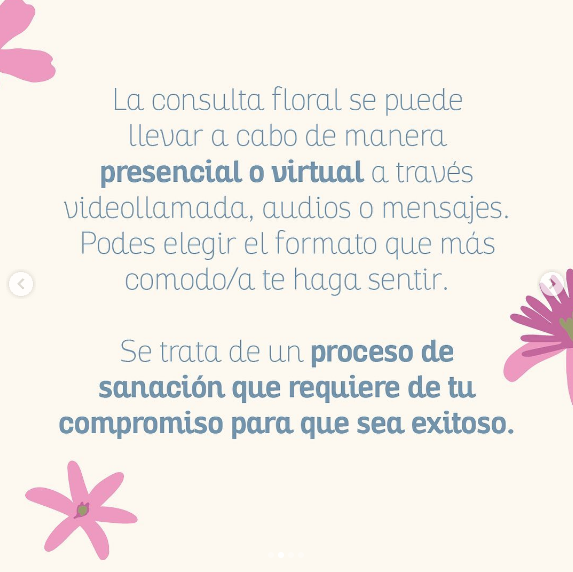 La consulta floral se puede
llevar a cabo de manera
presencial o virtual a través
videollamada, audios o mensajes.
Podes elegir el formato que más
comodo/a te haga sentir.
Se trata de un proceso de
sanación que requiere de tu
compromiso para que sea exitoso.